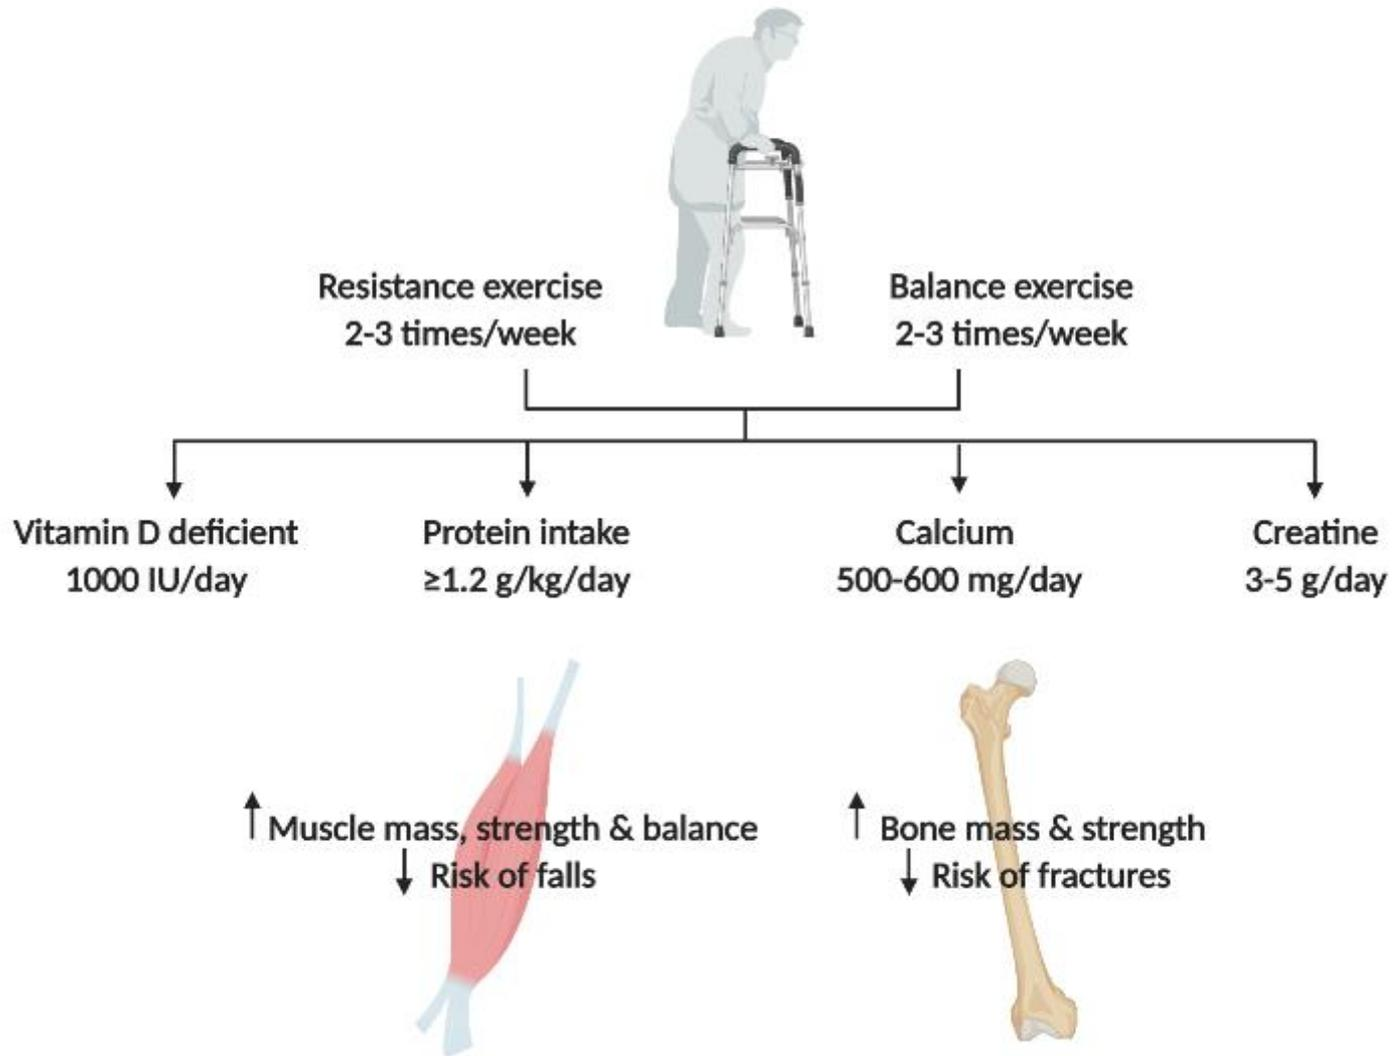 Resistance exercise
2-3 times/week
Balance exercise
2-3 times/week
Vitamin D deficient
1000 IU/day
Protein intake
≥1.2 g/kg/day
Calcium
500-600 mg/day
Creatine
3-5 g/day
↑ Muscle mass, strength & balance
↓ Risk of falls
↑ Bone mass & strength
↓ Risk of fractures